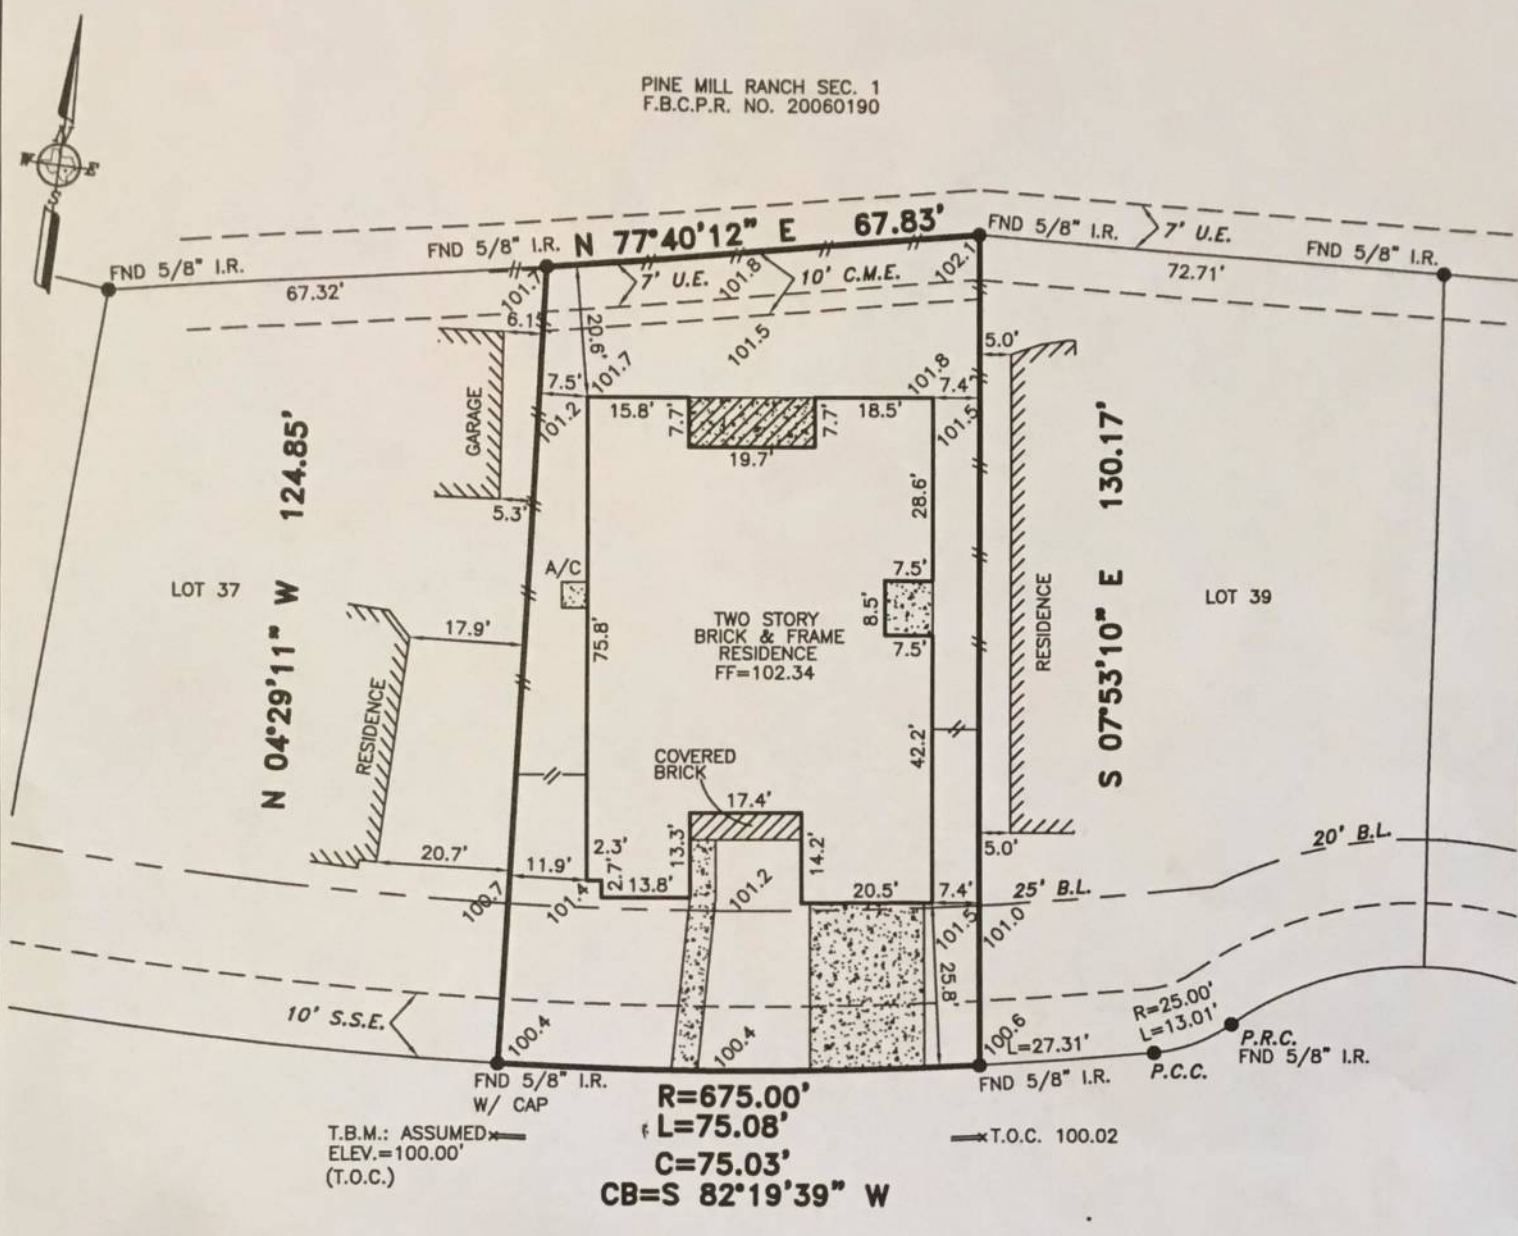 PINE MILL RANCH SEC. 1
F.B.C.P.R. NO. 20060190
N
W
E
S
FND 5/8" I.R.
67.32'
FND 5/8" I.R.
N 77°40'12" E 67.83'
FND 5/8" I.R.
7' U.E.
FND 5/8" I.R.
72.71'
101.7
7' U.E.
101.8
10' C.M.E.
102.1
6.1'
20.6'
101.7
101.5
101.8
5.0'
7.5'
101.2
15.8'
7.7'
19.7'
7.7'
18.5'
7.4'
101.5
GARAGE
5.3'
28.6'
N 04°29'11" W 124.85'
S 07°53'10" E 130.17'
LOT 37
A/C
75.8'
17.9'
RESIDENCE
TWO STORY
BRICK & FRAME
RESIDENCE
FF=102.34
7.5'
8.5'
7.5'
RESIDENCE
LOT 39
42.2'
COVERED
BRICK
17.4'
13.3'
14.2'
20.7'
11.9'
2.3'
2.7'
13.8'
101.2
20.5'
7.4'
5.0'
25' B.L.
20' B.L.
100.7
101.4
101.5
101.0
25.8'
10' S.S.E.
100.4
100.4
100.6
L=27.31'
R=25.00'
L=13.01'
P.R.C.
FND 5/8" I.R.
P.C.C.
FND 5/8" I.R.
W/ CAP
FND 5/8" I.R.
R=675.00'
L=75.08'
C=75.03'
CB=S 82°19'39" W
T.B.M.: ASSUMED
ELEV.=100.00'
(T.O.C.)
T.O.C. 100.02